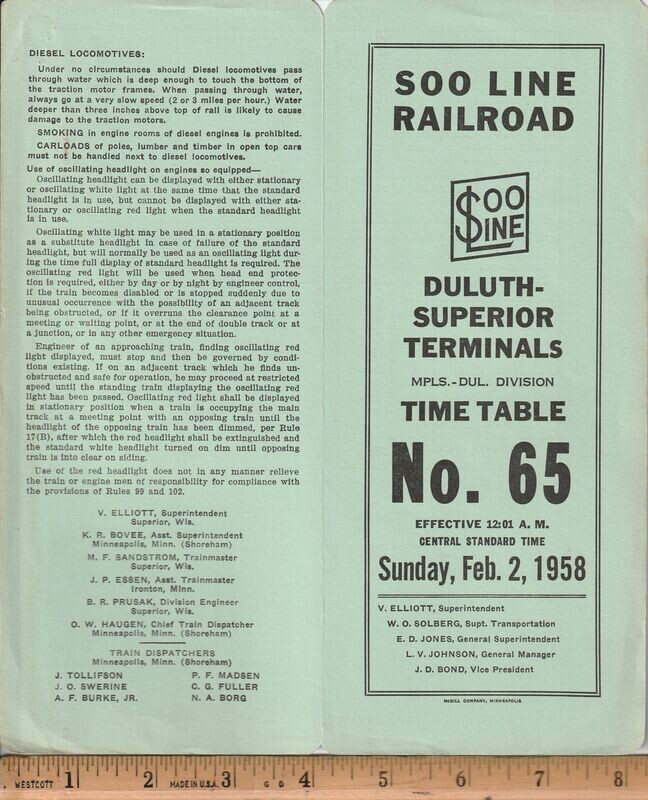 DIESEL LOCOMOTIVES:
Under no circumstances should Diesel locomotives pass
through water which is deep enough to touch the bottom of
the traction motor frames. When passing through water,
always go at a very slow speed (2 or 3 miles per hour.) Water
deeper than three inches above top of rail is likely to cause
damage to the traction motors.
SMOKING in engine rooms of diesel engines is prohibited.
CARLOADS of poles, lumber and timber in open top cars
must not be handled next to diesel locomotives.
Use of oscillating headlight on engines so equipped—
Oscillating headlight can be displayed with either stationary
or oscillating white light at the same time that the standard
headlight is in use, but cannot be displayed with either sta-
tionary or oscillating red light when the standard headlight
is in use.
Oscillating white light may be used in a stationary position
as a substitute headlight in case of failure of the standard
headlight, but will normally be used as an oscillating light dur-
ing the time full display of standard headlight is required. The
oscillating red light will be used when head end protec-
tion is required, either by day or by night by engineer control,
if the train becomes disabled or is stopped suddenly due to
unusual occurrence with the possibility of an adjacent track
being obstructed, or if it overruns the clearance point at a
meeting or waiting point, or at the end of double track or at
a junction, or in any other emergency situation.
Engineer of an approaching train, finding oscillating red
light displayed, must stop and then be governed by condi-
tions existing. If on an adjacent track which he finds un-
obstructed and safe for operation, he may proceed at restricted
speed until the standing train displaying the oscillating red
light has been passed. Oscillating red light shall be displayed
in stationary position when a train is occupying the main
track at a meeting point with an opposing train until the
headlight of the opposing train has been dimmed, per Rule
17(B), after which the red headlight shall be extinguished and
the standard white headlight turned on dim until opposing
train is into clear on siding.
Use of the red headlight does not in any manner relieve
the train or engine men of responsibility for compliance with
the provisions of Rules 99 and 102.
V. ELLIOTT, Superintendent
Superior, Wis.
K. R. BOVEE, Asst. Superintendent
Minneapolis, Minn. (Shoreham)
M. F. SANDSTROM, Trainmaster
Superior, Wis.
J. P. ESSEN, Asst. Trainmaster
Ironton, Minn.
B. R. PRUSAK, Division Engineer
Superior, Wis.
O. W. HAUGEN, Chief Train Dispatcher
Minneapolis, Minn. (Shoreham)
TRAIN DISPATCHERS
Minneapolis, Minn. (Shoreham)
J. TOLLIFSON P. F. MADSEN
J. O. SWERINE C. G. FULLER
A. F. BURKE, JR. N. A. BORG
SOO LINE
RAILROAD
SOO
LINE
DULUTH-
SUPERIOR
TERMINALS
MPLS.-DUL. DIVISION
TIME TABLE
No. 65
EFFECTIVE 12:01 A. M.
CENTRAL STANDARD TIME
Sunday, Feb. 2, 1958
V. ELLIOTT, Superintendent
W. O. SOLBERG, Supt. Transportation
E. D. JONES, General Superintendent
L. V. JOHNSON, General Manager
J. D. BOND, Vice President
McGILL COMPANY, MINNEAPOLIS
1 2 3 4 5 6 7 8
WESTCOTT MADE IN U.S.A. G D